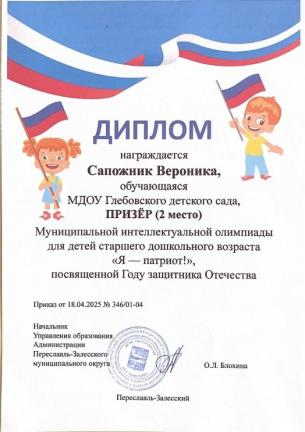 ДИПЛОМ
награждается
Сапожник Вероника,
обучающаяся
МДОУ Глебовского детского сада,
ПРИЗЁР (2 место)
Муниципальной интеллектуальной олимпиады
для детей старшего дошкольного возраста
«Я — патриот!»,
посвященной Году защитника Отечества
Приказ от 18.04.2025 № 346/01-04
Начальник
Управления образования
Администрации
Переславль-Залесского
муниципального округа
О.Л. Блохина
Переславль-Залесский